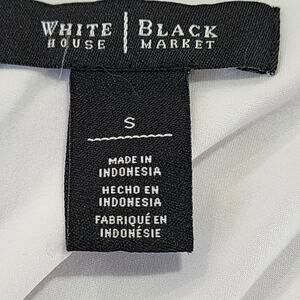 WHITE | BLACK
HOUSE | MARKET
S
MADE IN
INDONESIA
HECHO EN
INDONESIA
FABRIQUÉ EN
INDONÉSIE